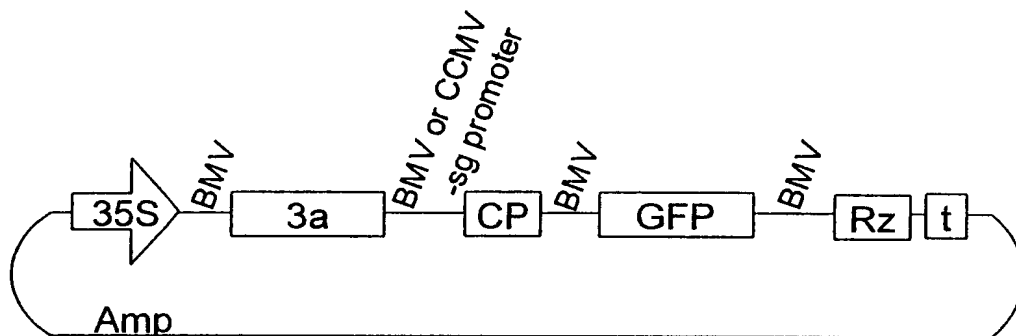 BMV or CCMV
-sg promoter
BMV
BMV
BMV
35S
3a
CP
GFP
Rz
t
Amp